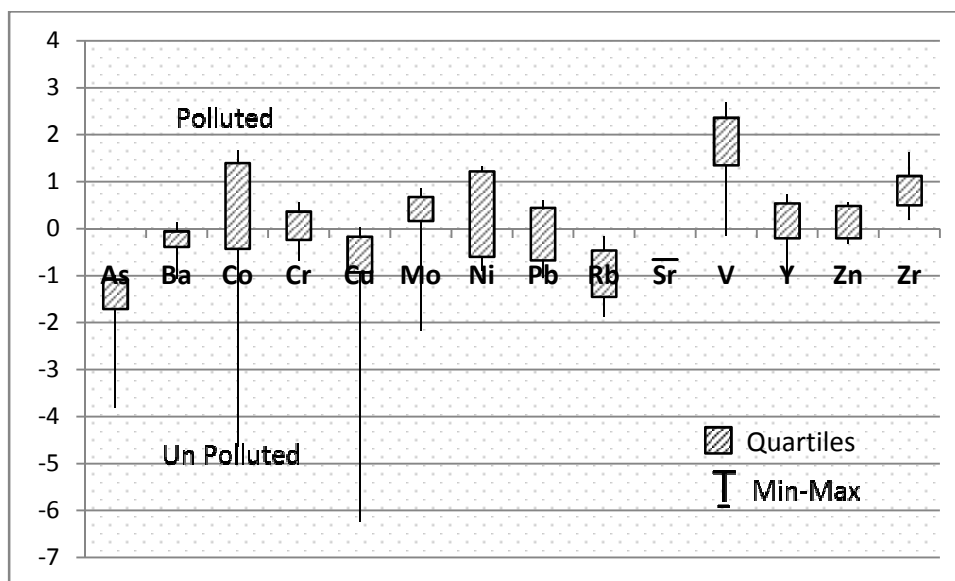 4
3
Polluted
2
1
0
-1
As Ba Co Cr Cu Mo Ni Pb Rb Sr V Y Zn Zr
-2
-3
-4
Un Polluted
Quartiles
-5
Min-Max
-6
-7